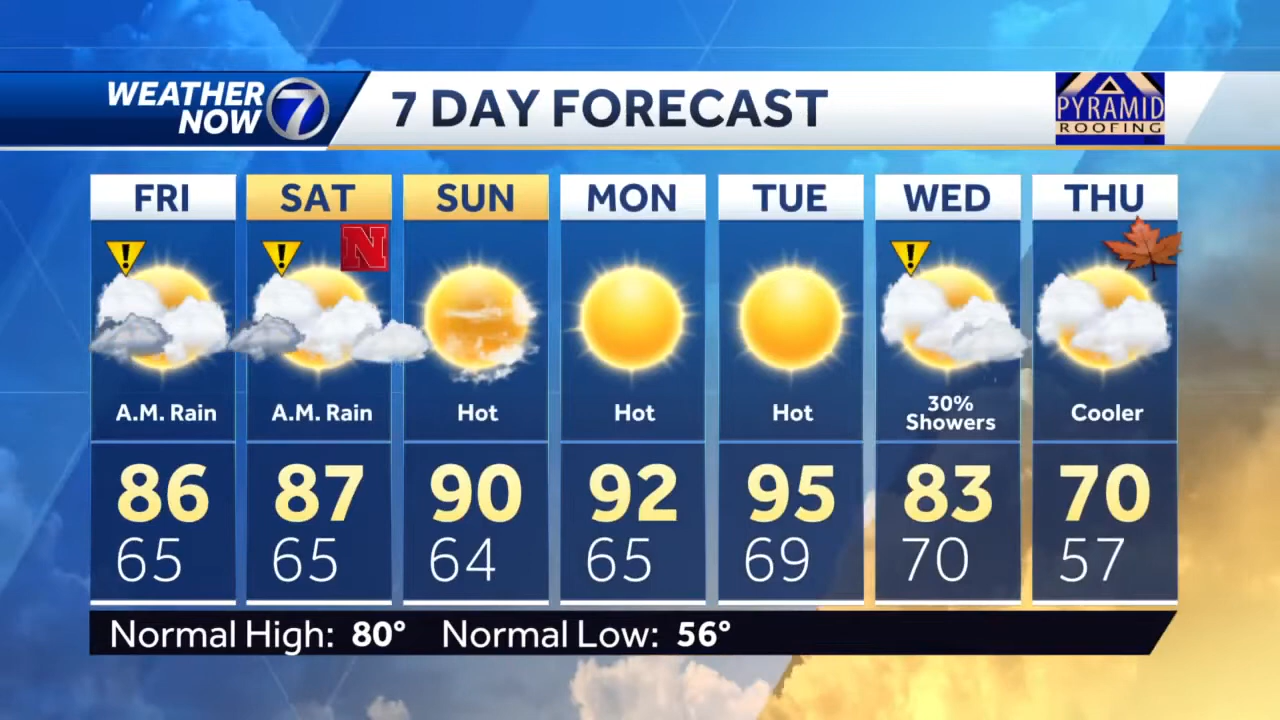 WEATHER
NOW 7
7 DAY FORECAST
PYRAMID
ROOFING
FRI SAT SUN MON TUE WED THU
! ! N !
A.M. Rain A.M. Rain Hot Hot Hot 30% Showers Cooler
86 87 90 92 95 83 70
65 65 64 65 69 70 57
Normal High: 80° Normal Low: 56°